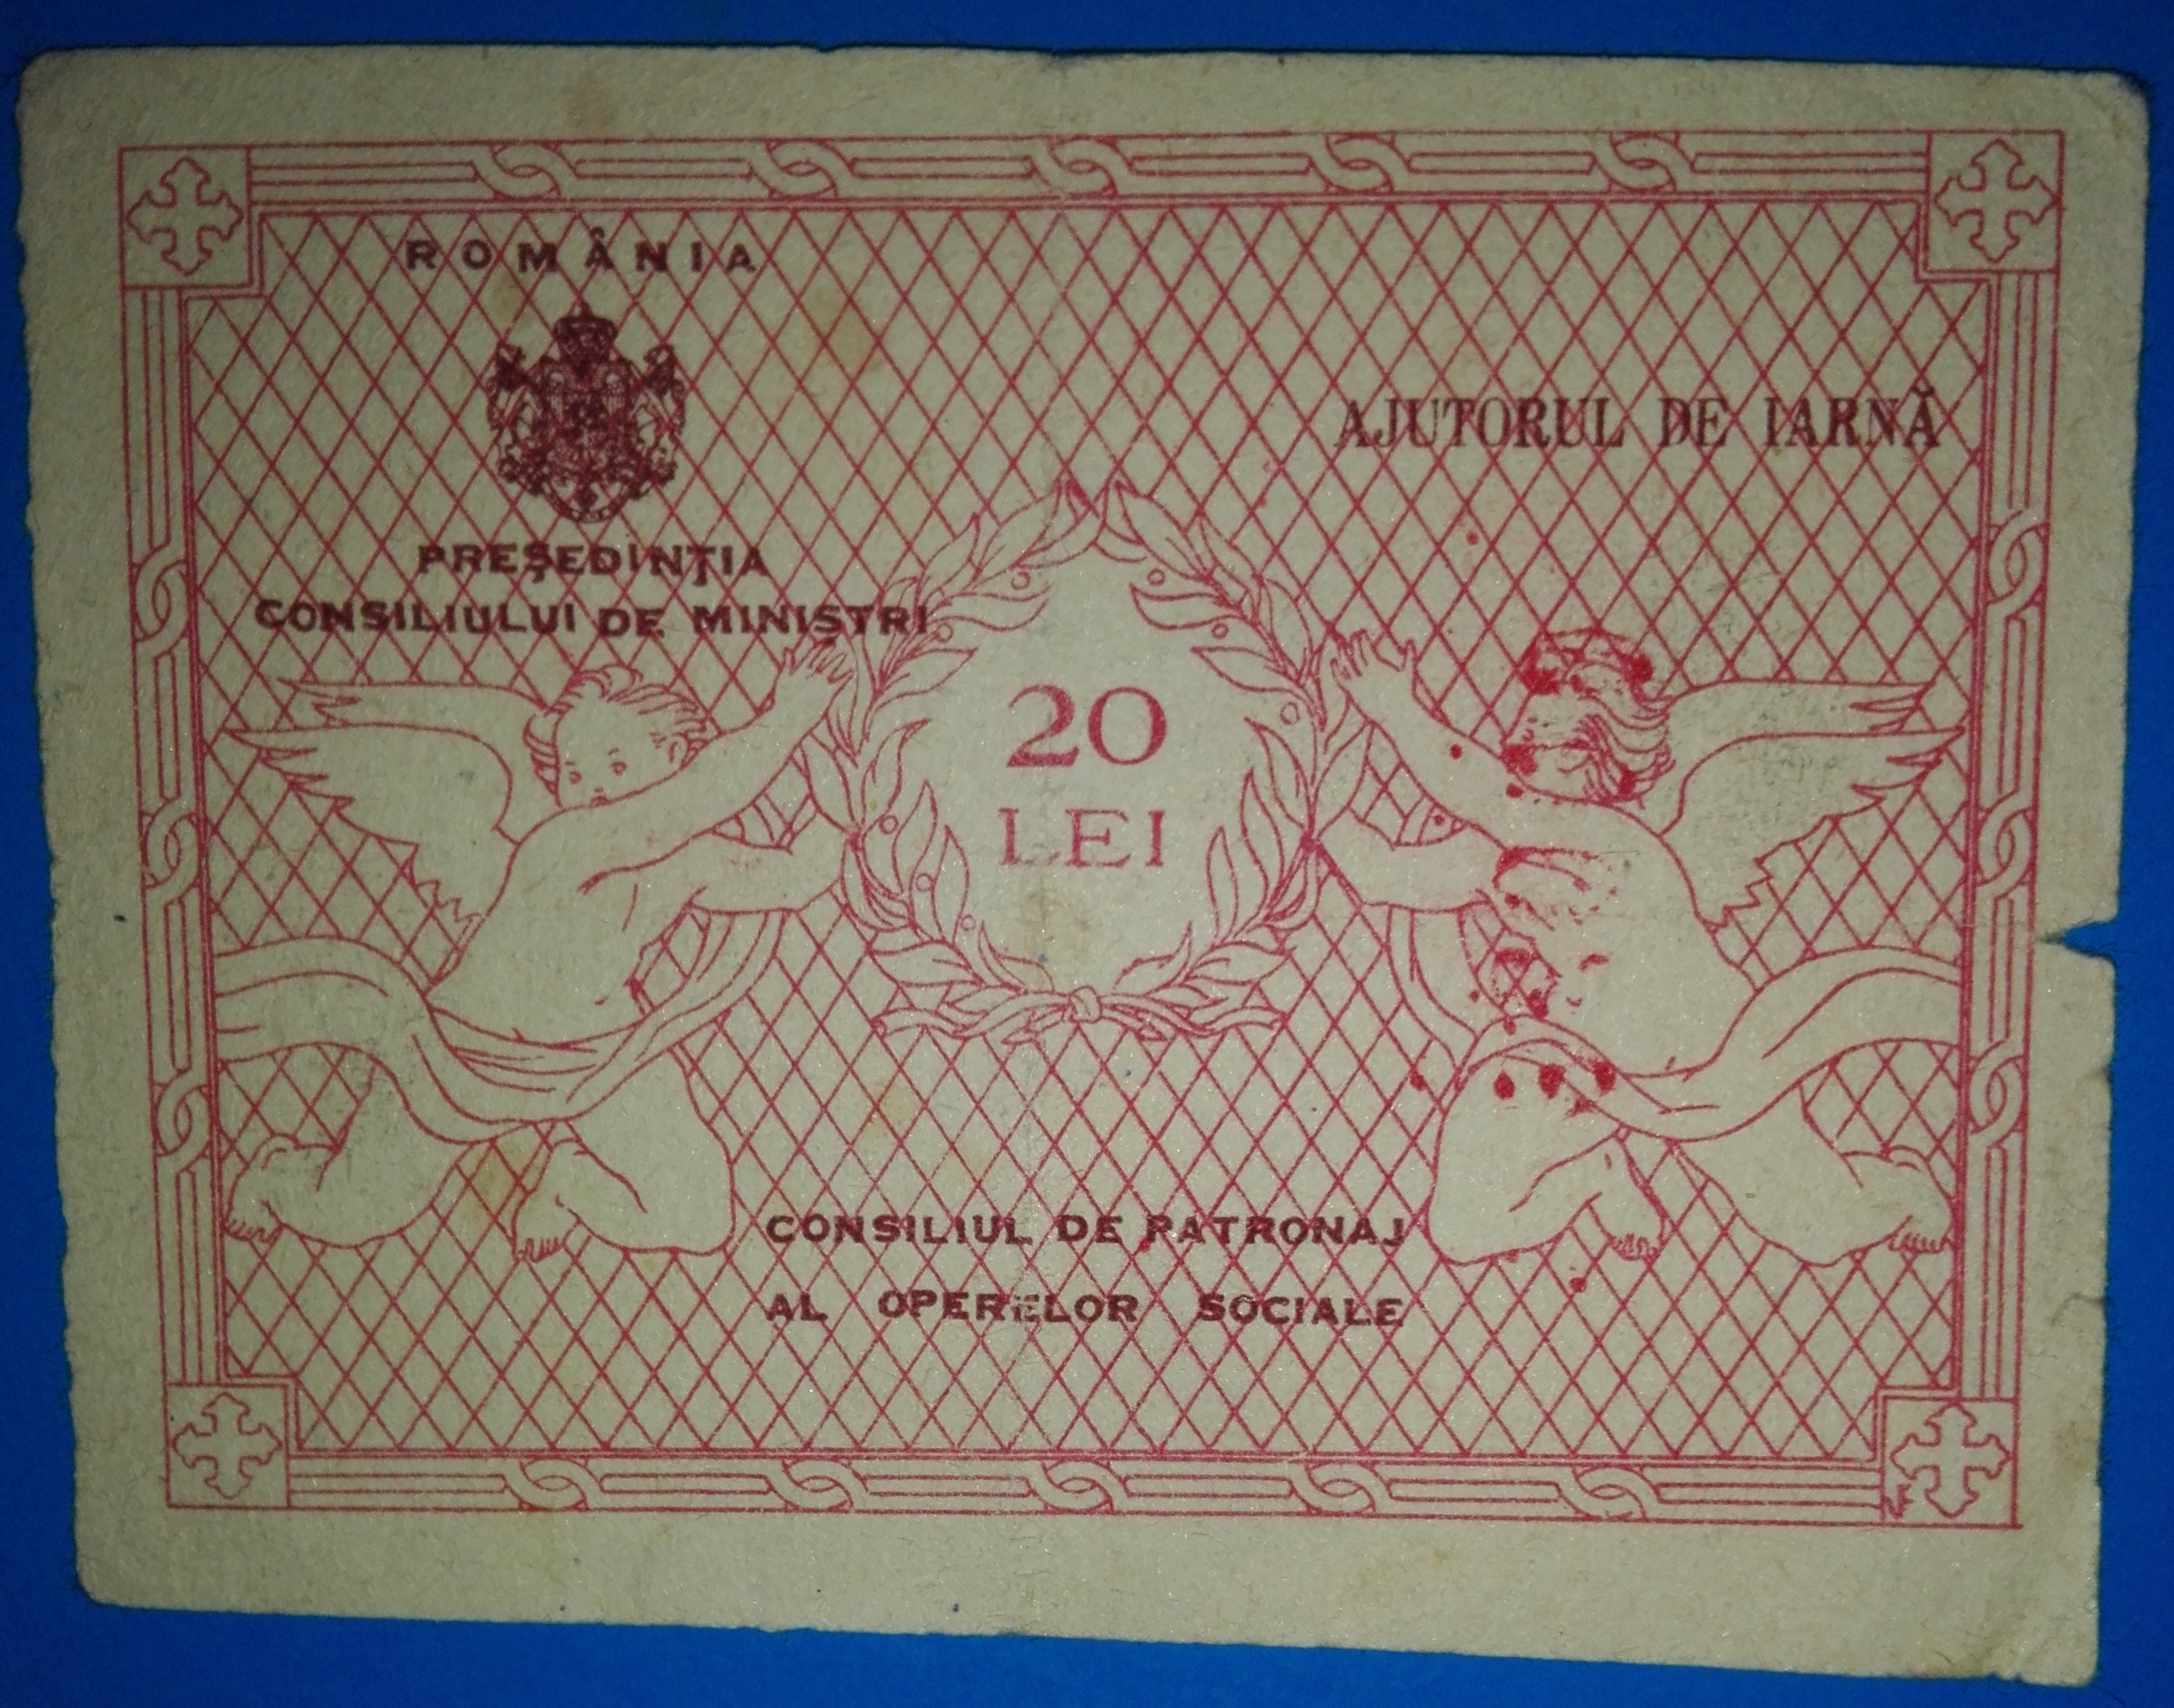 ROMÂNIA
PREŞEDINŢIA
CONSILIULUI DE MINIŞTRI
AJUTORUL DE IARNĂ
20
LEI
CONSILIUL DE PATRONAJ
AL OPERELOR SOCIALE